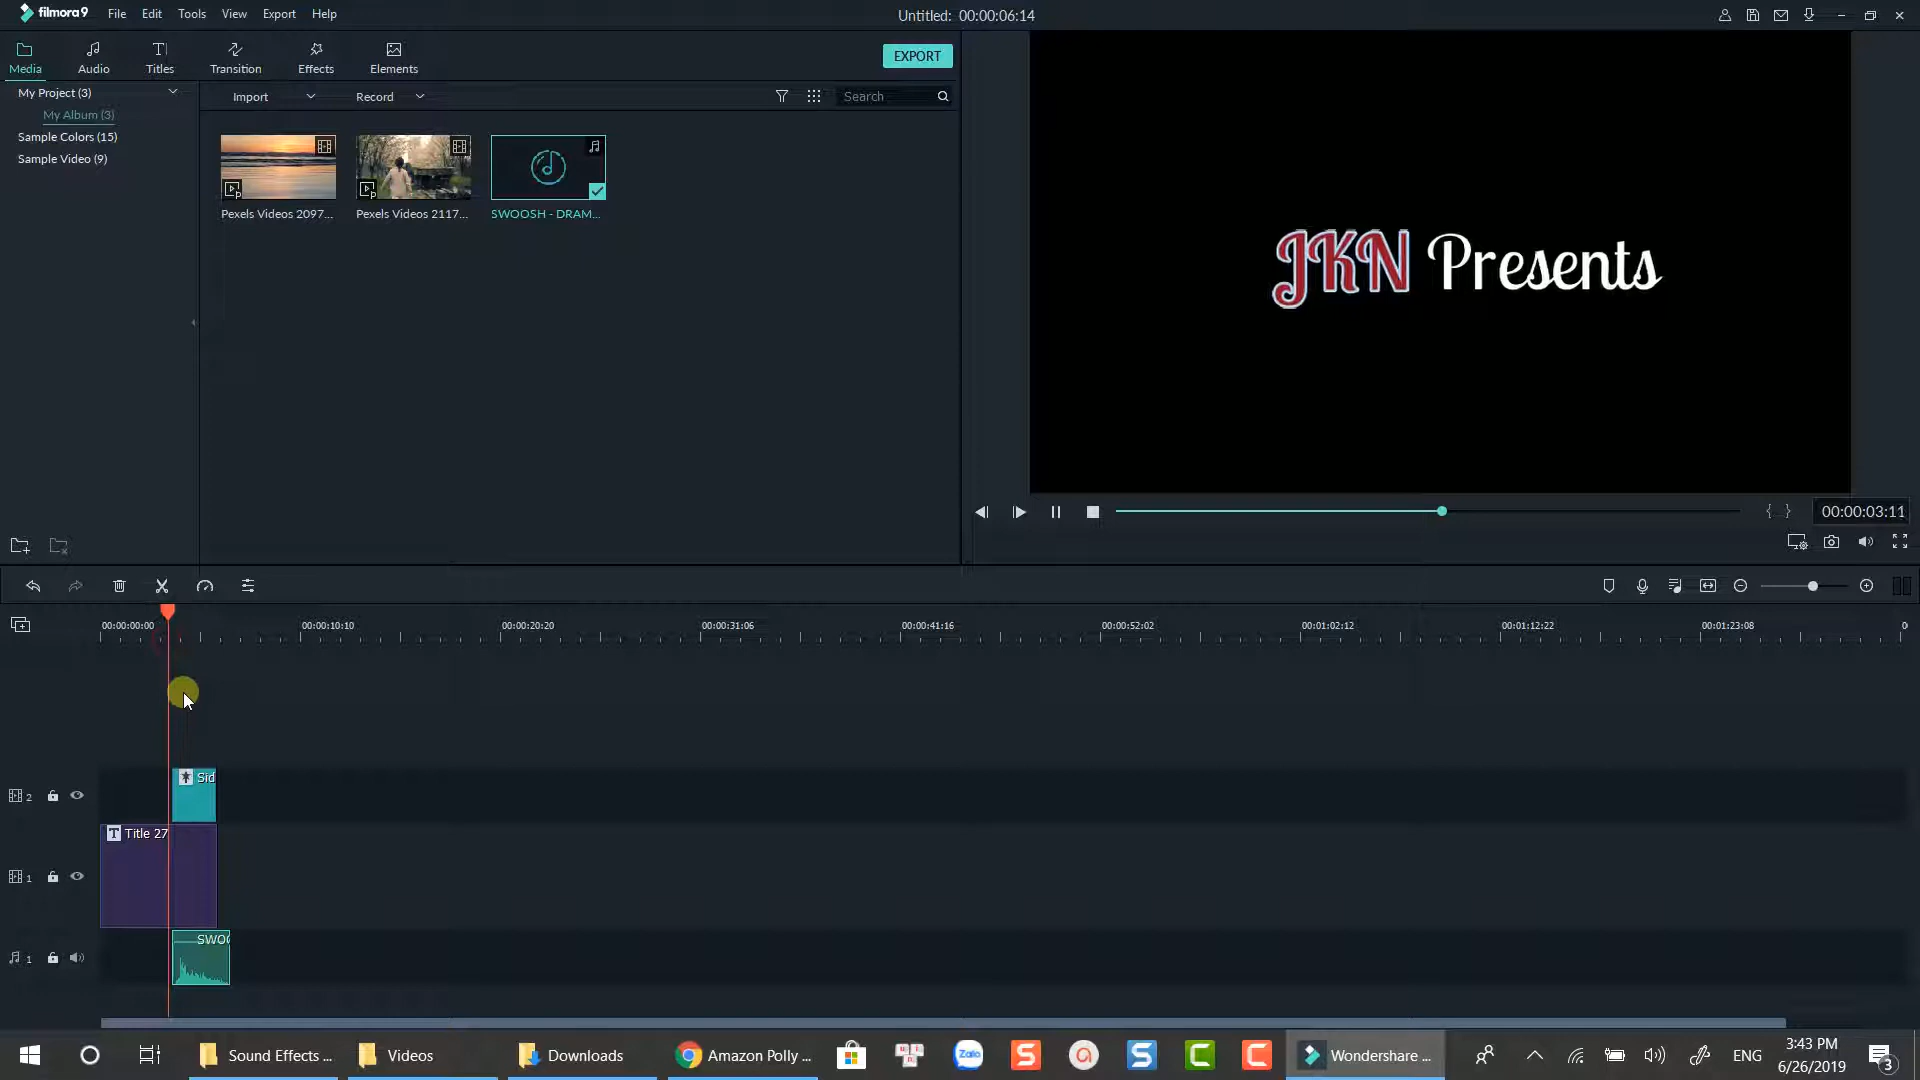 filmora9 File Edit Tools View Export Help Untitled: 00:00:06:14
Media Audio Titles Transition Effects Elements EXPORT
My Project (3) Import Record Search
My Album (3)
Sample Colors (15)
Sample Video (9)
Pexels Videos 2097... Pexels Videos 2117... SWOOSH - DRAM...
JKN Presents
00:00:03:11
00:00:00:00 00:00:10:10 00:00:20:20 00:00:31:06 00:00:41:16 00:00:52:02 00:01:02:12 00:01:12:22 00:01:23:08
Sid
2
Title 27
1
SWO
1
Sound Effects ... Videos Downloads Amazon Polly ... Zalo Wondershare ... ENG 3:43 PM
6/26/2019
3